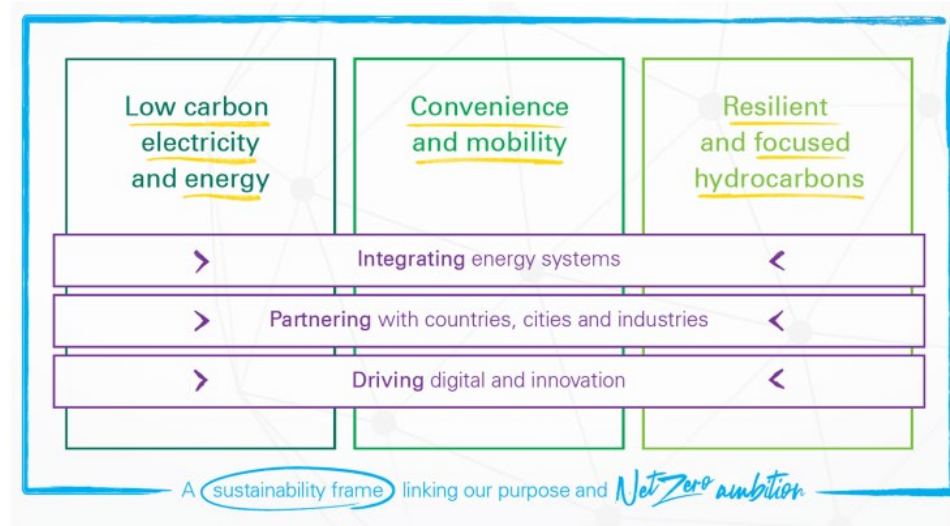 Low carbon
electricity
and energy
Convenience
and mobility
Resilient
and focused
hydrocarbons
Integrating energy systems
Partnering with countries, cities and industries
Driving digital and innovation
A sustainability frame linking our purpose and Net Zero ambition